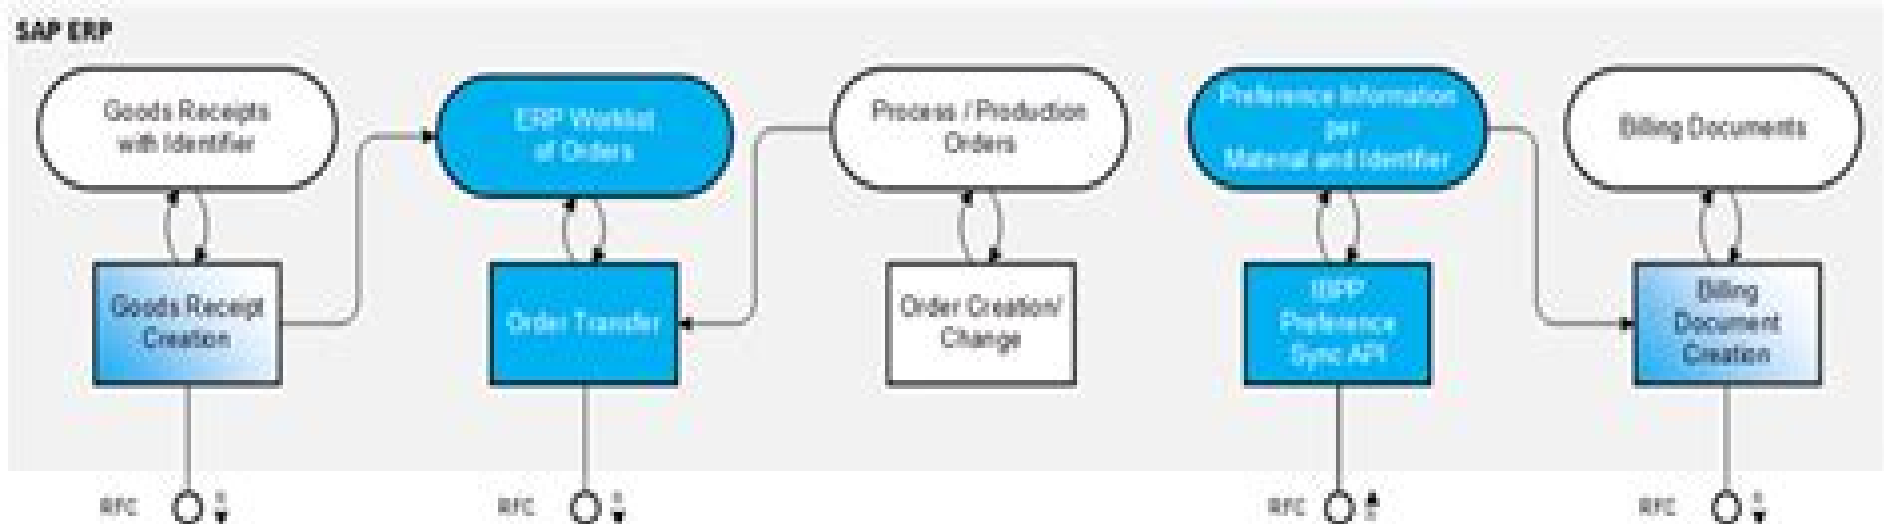 SAP ERP
Goods Receipts
with Identifier
ERP Worklist
of Orders
Process / Production
Orders
Preference Information
per
Material and Identifier
Billing Documents
Goods Receipt
Creation
Order Transfer
Order Creation/
Change
Preference
Sync API
Billing
Document
Creation
RFC
RFC
RFC
RFC